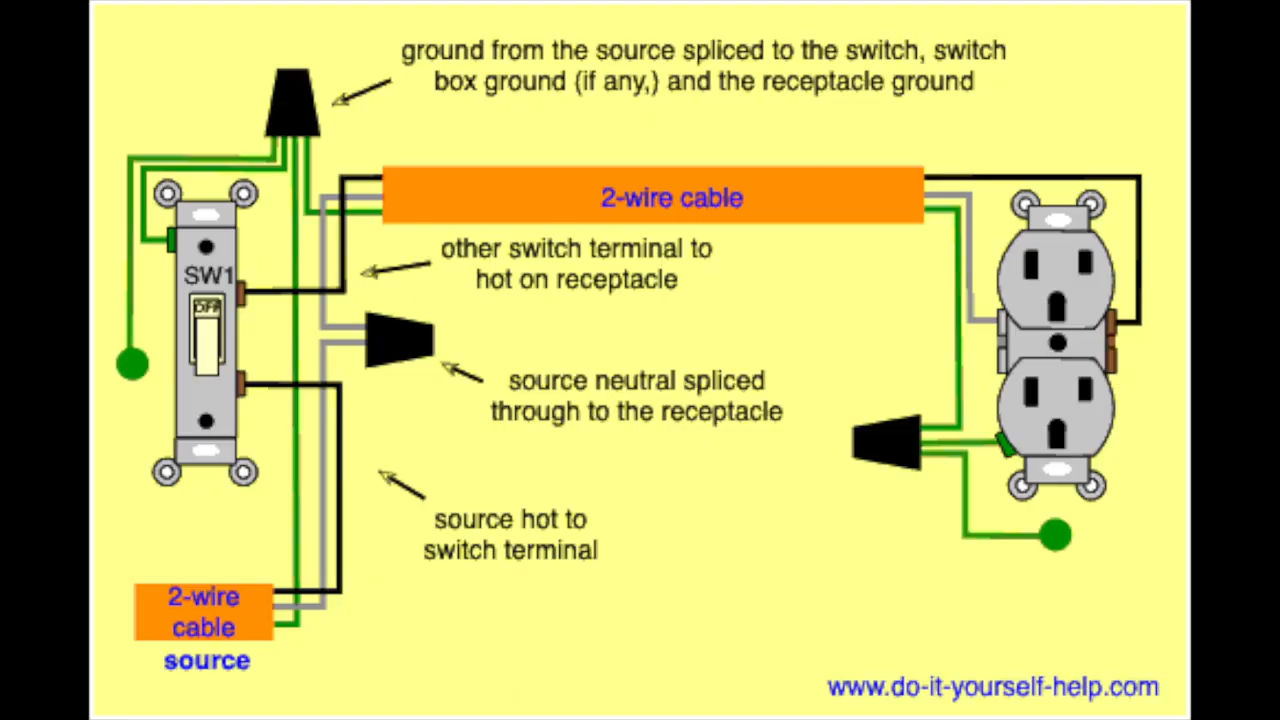 ground from the source spliced to the switch, switch
box ground (if any,) and the receptacle ground
2-wire cable
other switch terminal to
hot on receptacle
SW1
OFF
source neutral spliced
through to the receptacle
source hot to
switch terminal
2-wire
cable
source
www.do-it-yourself-help.com